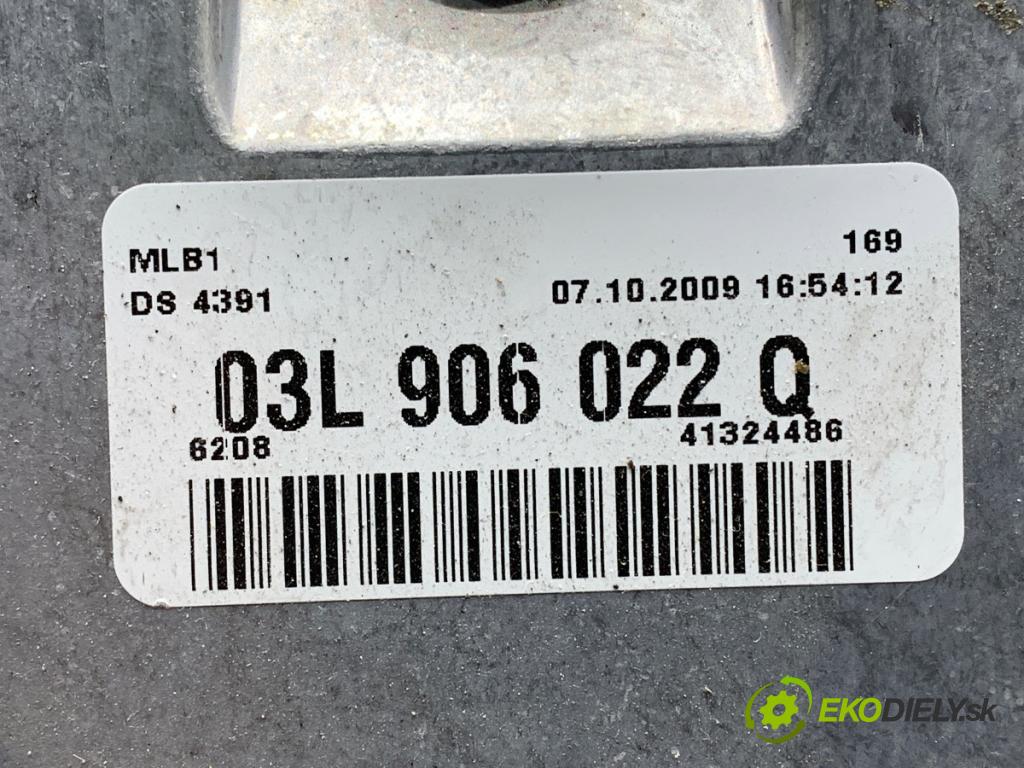 MLB1 169
DS 4391 07.10.2009 16:54:12
03L 906 022 Q
6208 41324486
EKODIELY.sk